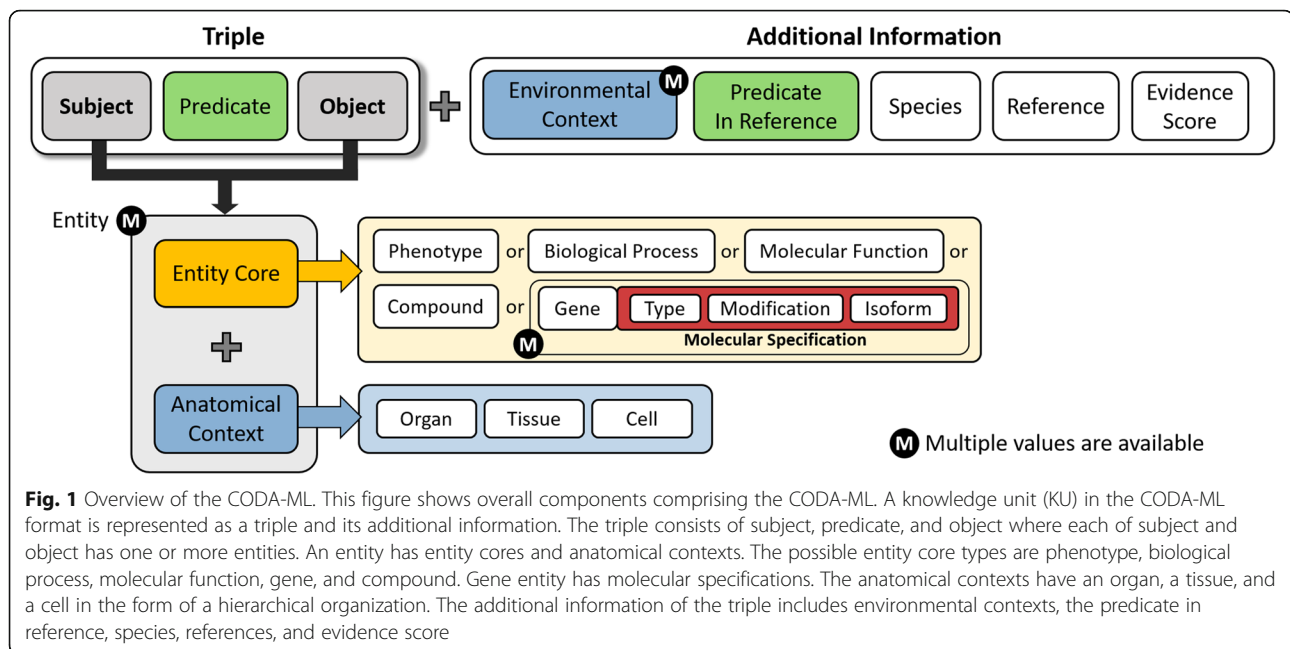 Triple
Additional Information
Subject
Predicate
Object
Environmental
Context
M
Predicate
In Reference
Species
Reference
Evidence
Score
Entity M
Entity Core
Phenotype or Biological Process or Molecular Function or
Compound or Gene Type Modification Isoform
M Molecular Specification
Anatomical
Context
Organ
Tissue
Cell
M Multiple values are available
Fig. 1 Overview of the CODA-ML. This figure shows overall components comprising the CODA-ML. A knowledge unit (KU) in the CODA-ML
format is represented as a triple and its additional information. The triple consists of subject, predicate, and object where each of subject and
object has one or more entities. An entity has entity cores and anatomical contexts. The possible entity core types are phenotype, biological
process, molecular function, gene, and compound. Gene entity has molecular specifications. The anatomical contexts have an organ, a tissue, and
a cell in the form of a hierarchical organization. The additional information of the triple includes environmental contexts, the predicate in
reference, species, references, and evidence score